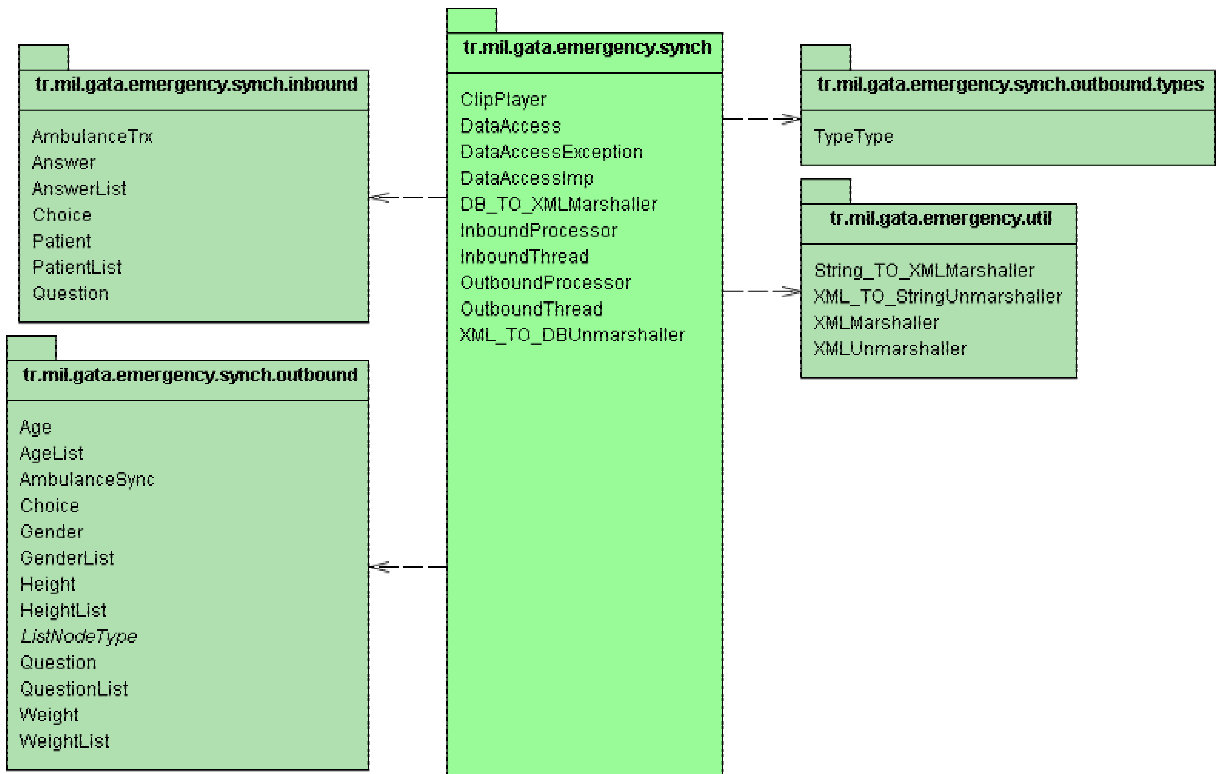 tr.mil.gata.emergency.synch.inbound
AmbulanceTrx
Answer
AnswerList
Choice
Patient
PatientList
Question
tr.mil.gata.emergency.synch.outbound
Age
AgeList
AmbulanceSync
Choice
Gender
GenderList
Height
HeightList
ListNodeType
Question
QuestionList
Weight
WeightList
tr.mil.gata.emergency.synch
ClipPlayer
DataAccess
DataAccessException
DataAccessImp
DB_TO_XMLMarshaller
InboundProcessor
InboundThread
OutboundProcessor
OutboundThread
XML_TO_DBUnmarshaller
tr.mil.gata.emergency.synch.outbound.types
TypeType
tr.mil.gata.emergency.util
String_TO_XMLMarshaller
XML_TO_StringUnmarshaller
XMLMarshaller
XMLUnmarshaller